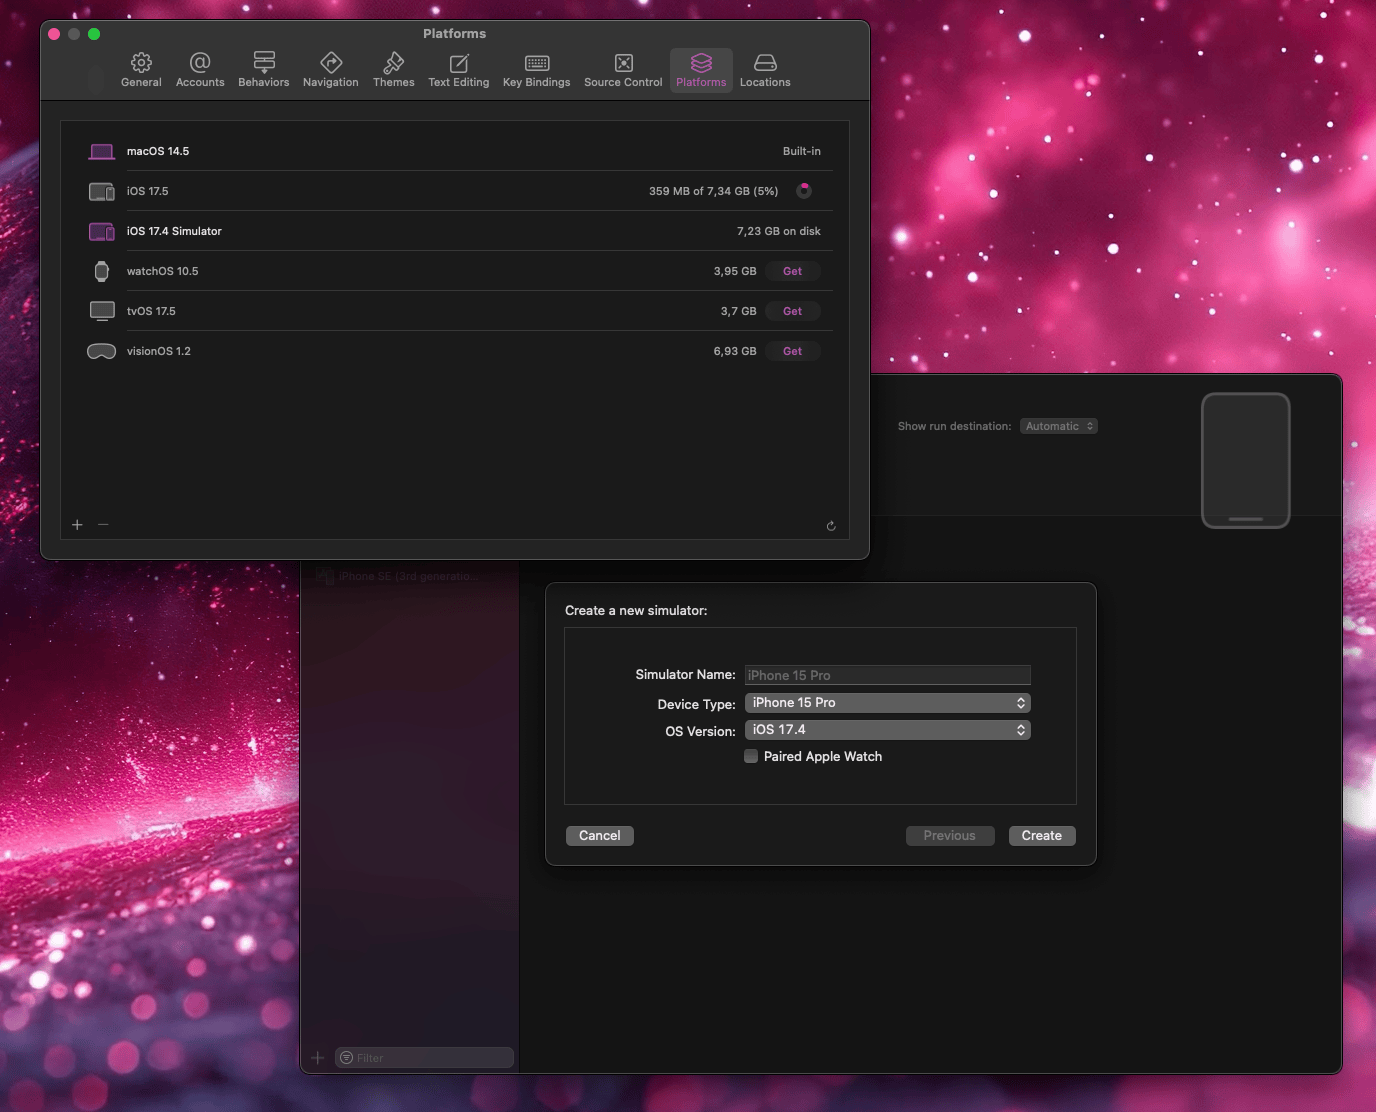 Platforms
General Accounts Behaviors Navigation Themes Text Editing Key Bindings Source Control Platforms Locations
macOS 14.5 Built-in
iOS 17.5 359 MB of 7,34 GB (5%)
iOS 17.4 Simulator 7,23 GB on disk
watchOS 10.5 3,95 GB Get
tvOS 17.5 3,7 GB Get
visionOS 1.2 6,93 GB Get
Show run destination: Automatic
iPhone SE (3rd generatio...
Create a new simulator:
Simulator Name: iPhone 15 Pro
Device Type: iPhone 15 Pro
OS Version: iOS 17.4
Paired Apple Watch
Cancel Previous Create
Filter